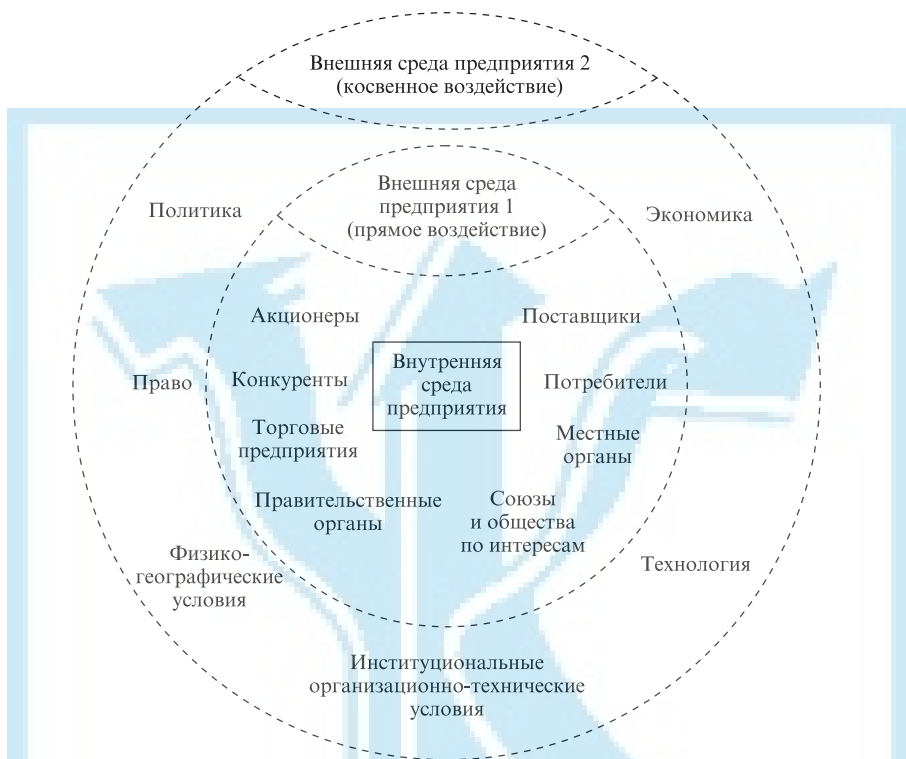 Внешняя среда предприятия 2
(косвенное воздействие)
Внешняя среда
предприятия 1
(прямое воздействие)
Политика
Экономика
Акционеры
Поставщики
Право
Конкуренты
Внутренняя
среда
предприятия
Потребители
Торговые
предприятия
Местные
органы
Правительственные
органы
Союзы
и общества
по интересам
Физико-
географические
условия
Технология
Институциональные
организационно-технические
условия